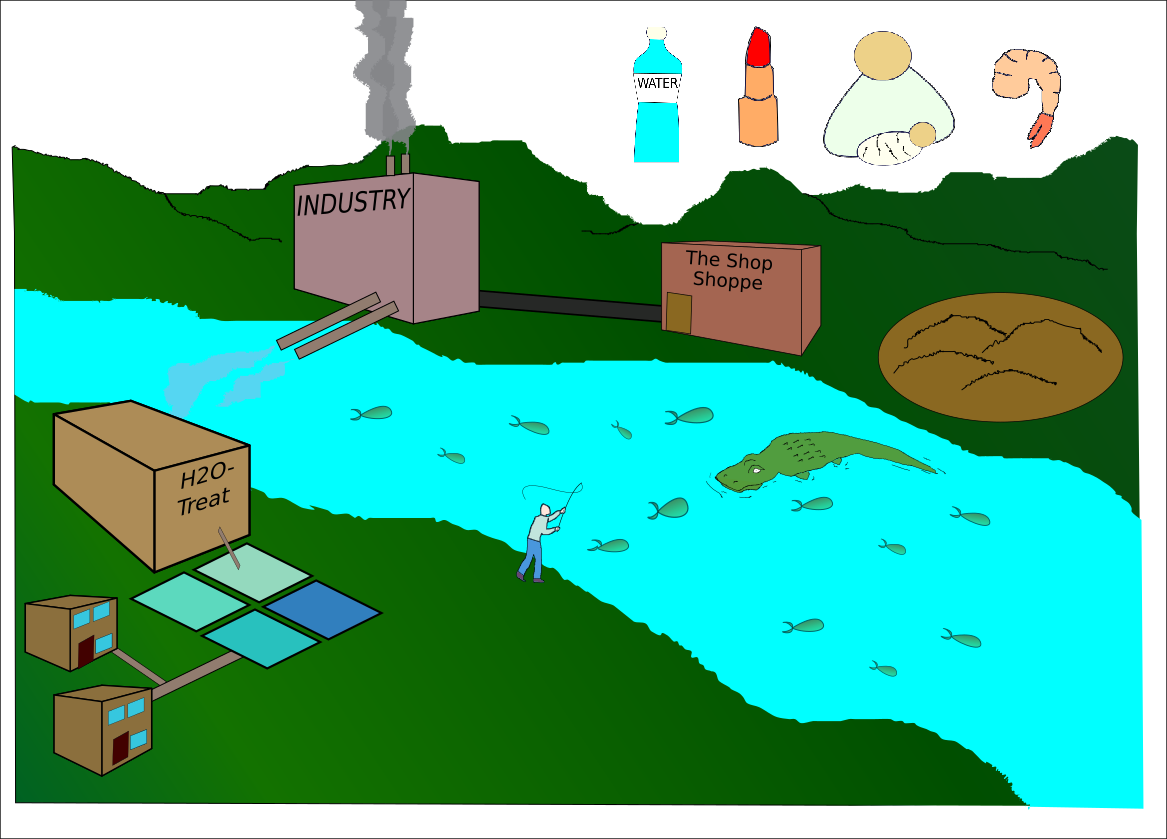 WATER
INDUSTRY
The Shop
Shoppe
H2O-
Treat